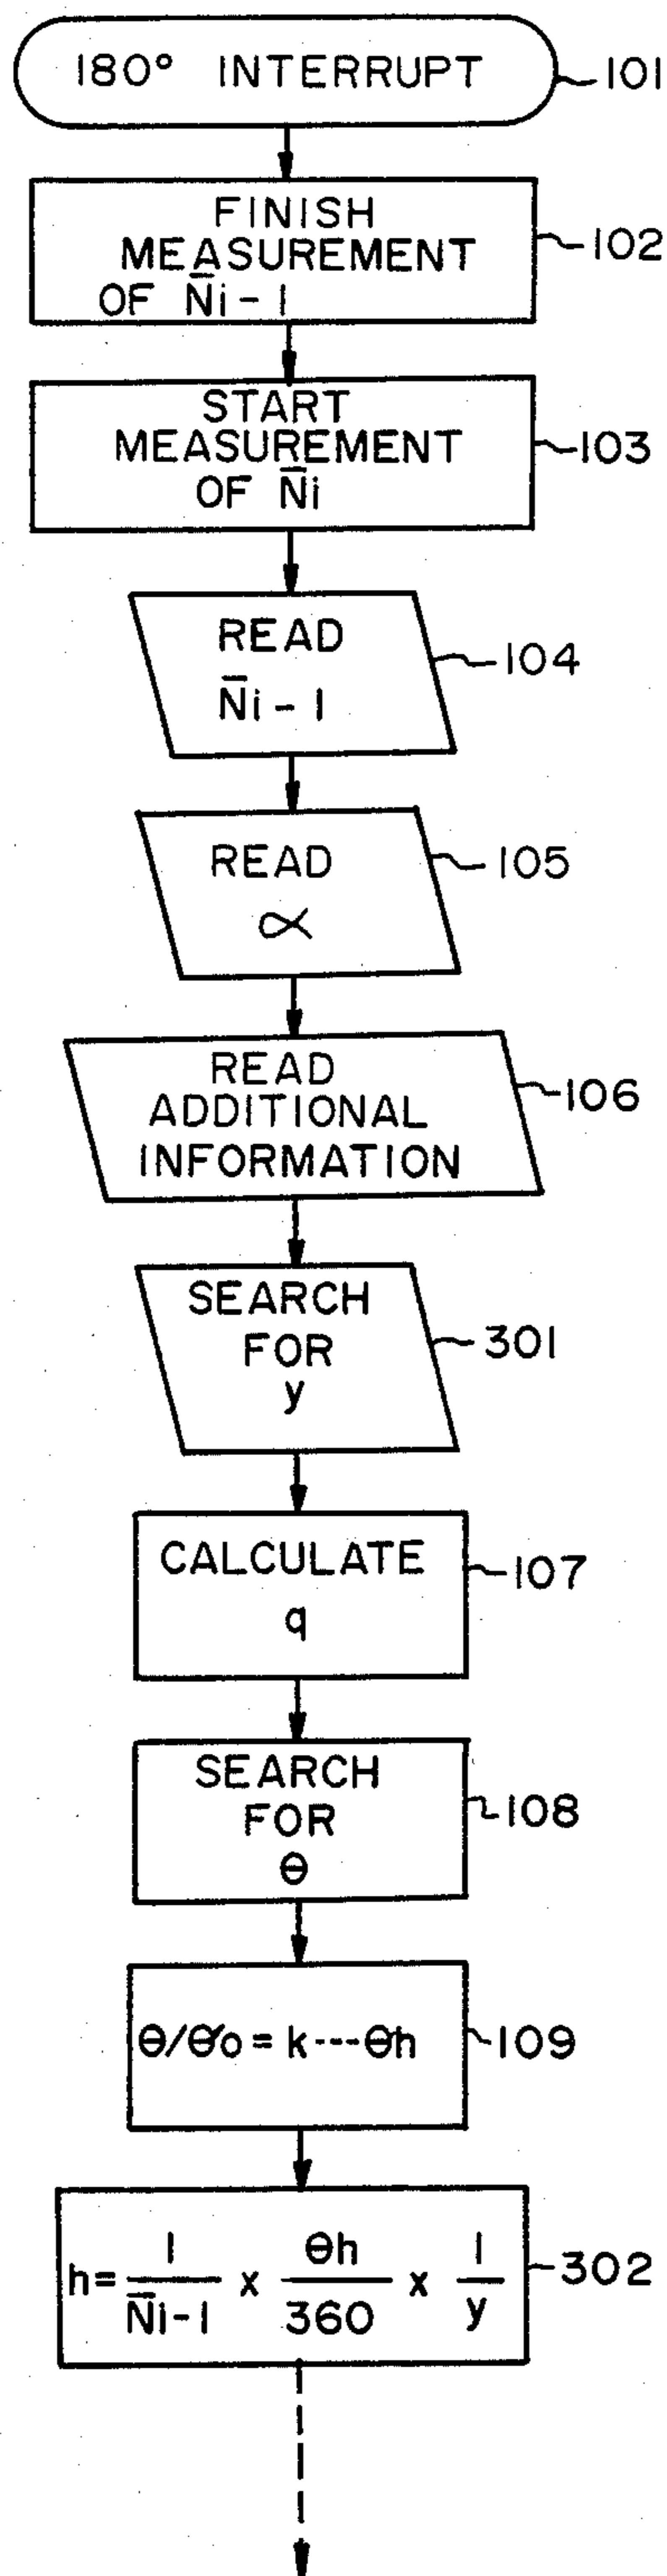 180° INTERRUPT 101
FINISH
MEASUREMENT 102
OF N̄i-1
START
MEASUREMENT 103
OF N̄i
READ 104
N̄i-1
READ 105
α
READ
ADDITIONAL 106
INFORMATION
SEARCH
FOR 301
y
CALCULATE 107
q
SEARCH
FOR 108
θ
θ/θo = k---θh 109
h = 1/N̄i-1 x θh/360 x 1/y 302